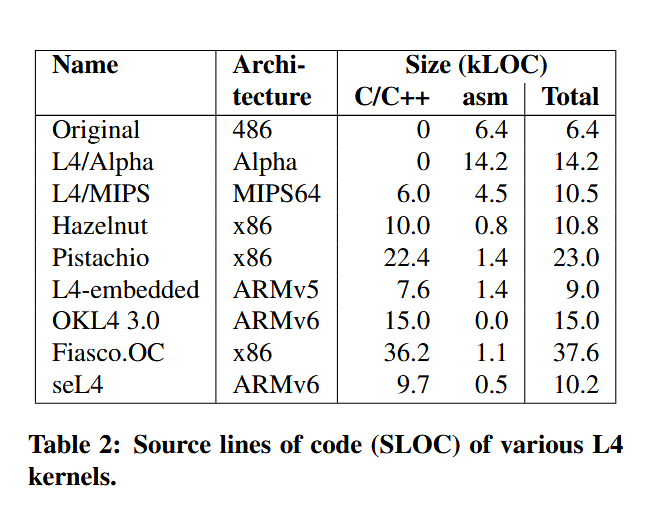 Name Archi- Size (kLOC)
tecture C/C++ asm Total
Original 486 0 6.4 6.4
L4/Alpha Alpha 0 14.2 14.2
L4/MIPS MIPS64 6.0 4.5 10.5
Hazelnut x86 10.0 0.8 10.8
Pistachio x86 22.4 1.4 23.0
L4-embedded ARMv5 7.6 1.4 9.0
OKL4 3.0 ARMv6 15.0 0.0 15.0
Fiasco.OC x86 36.2 1.1 37.6
seL4 ARMv6 9.7 0.5 10.2
Table 2: Source lines of code (SLOC) of various L4
kernels.